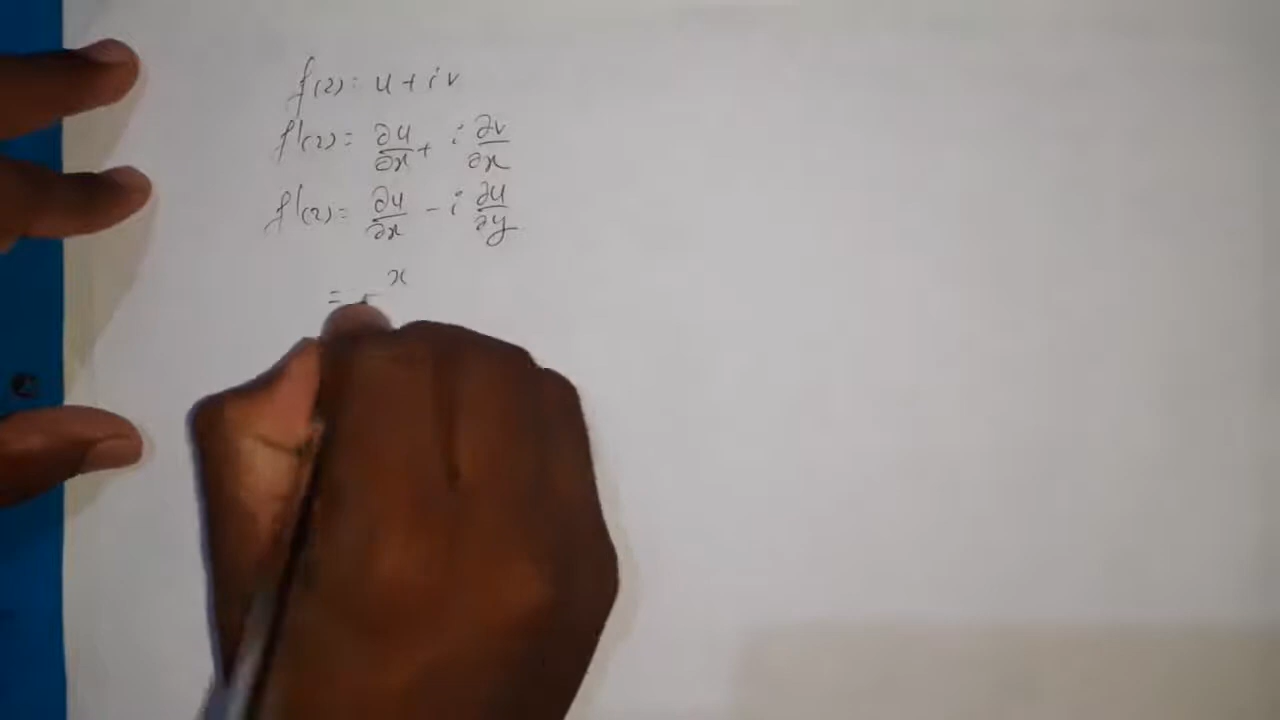 f(z) = u + iv
f'(z) = ∂u/∂x + i ∂v/∂x
f'(z) = ∂u/∂x - i ∂u/∂y
= x